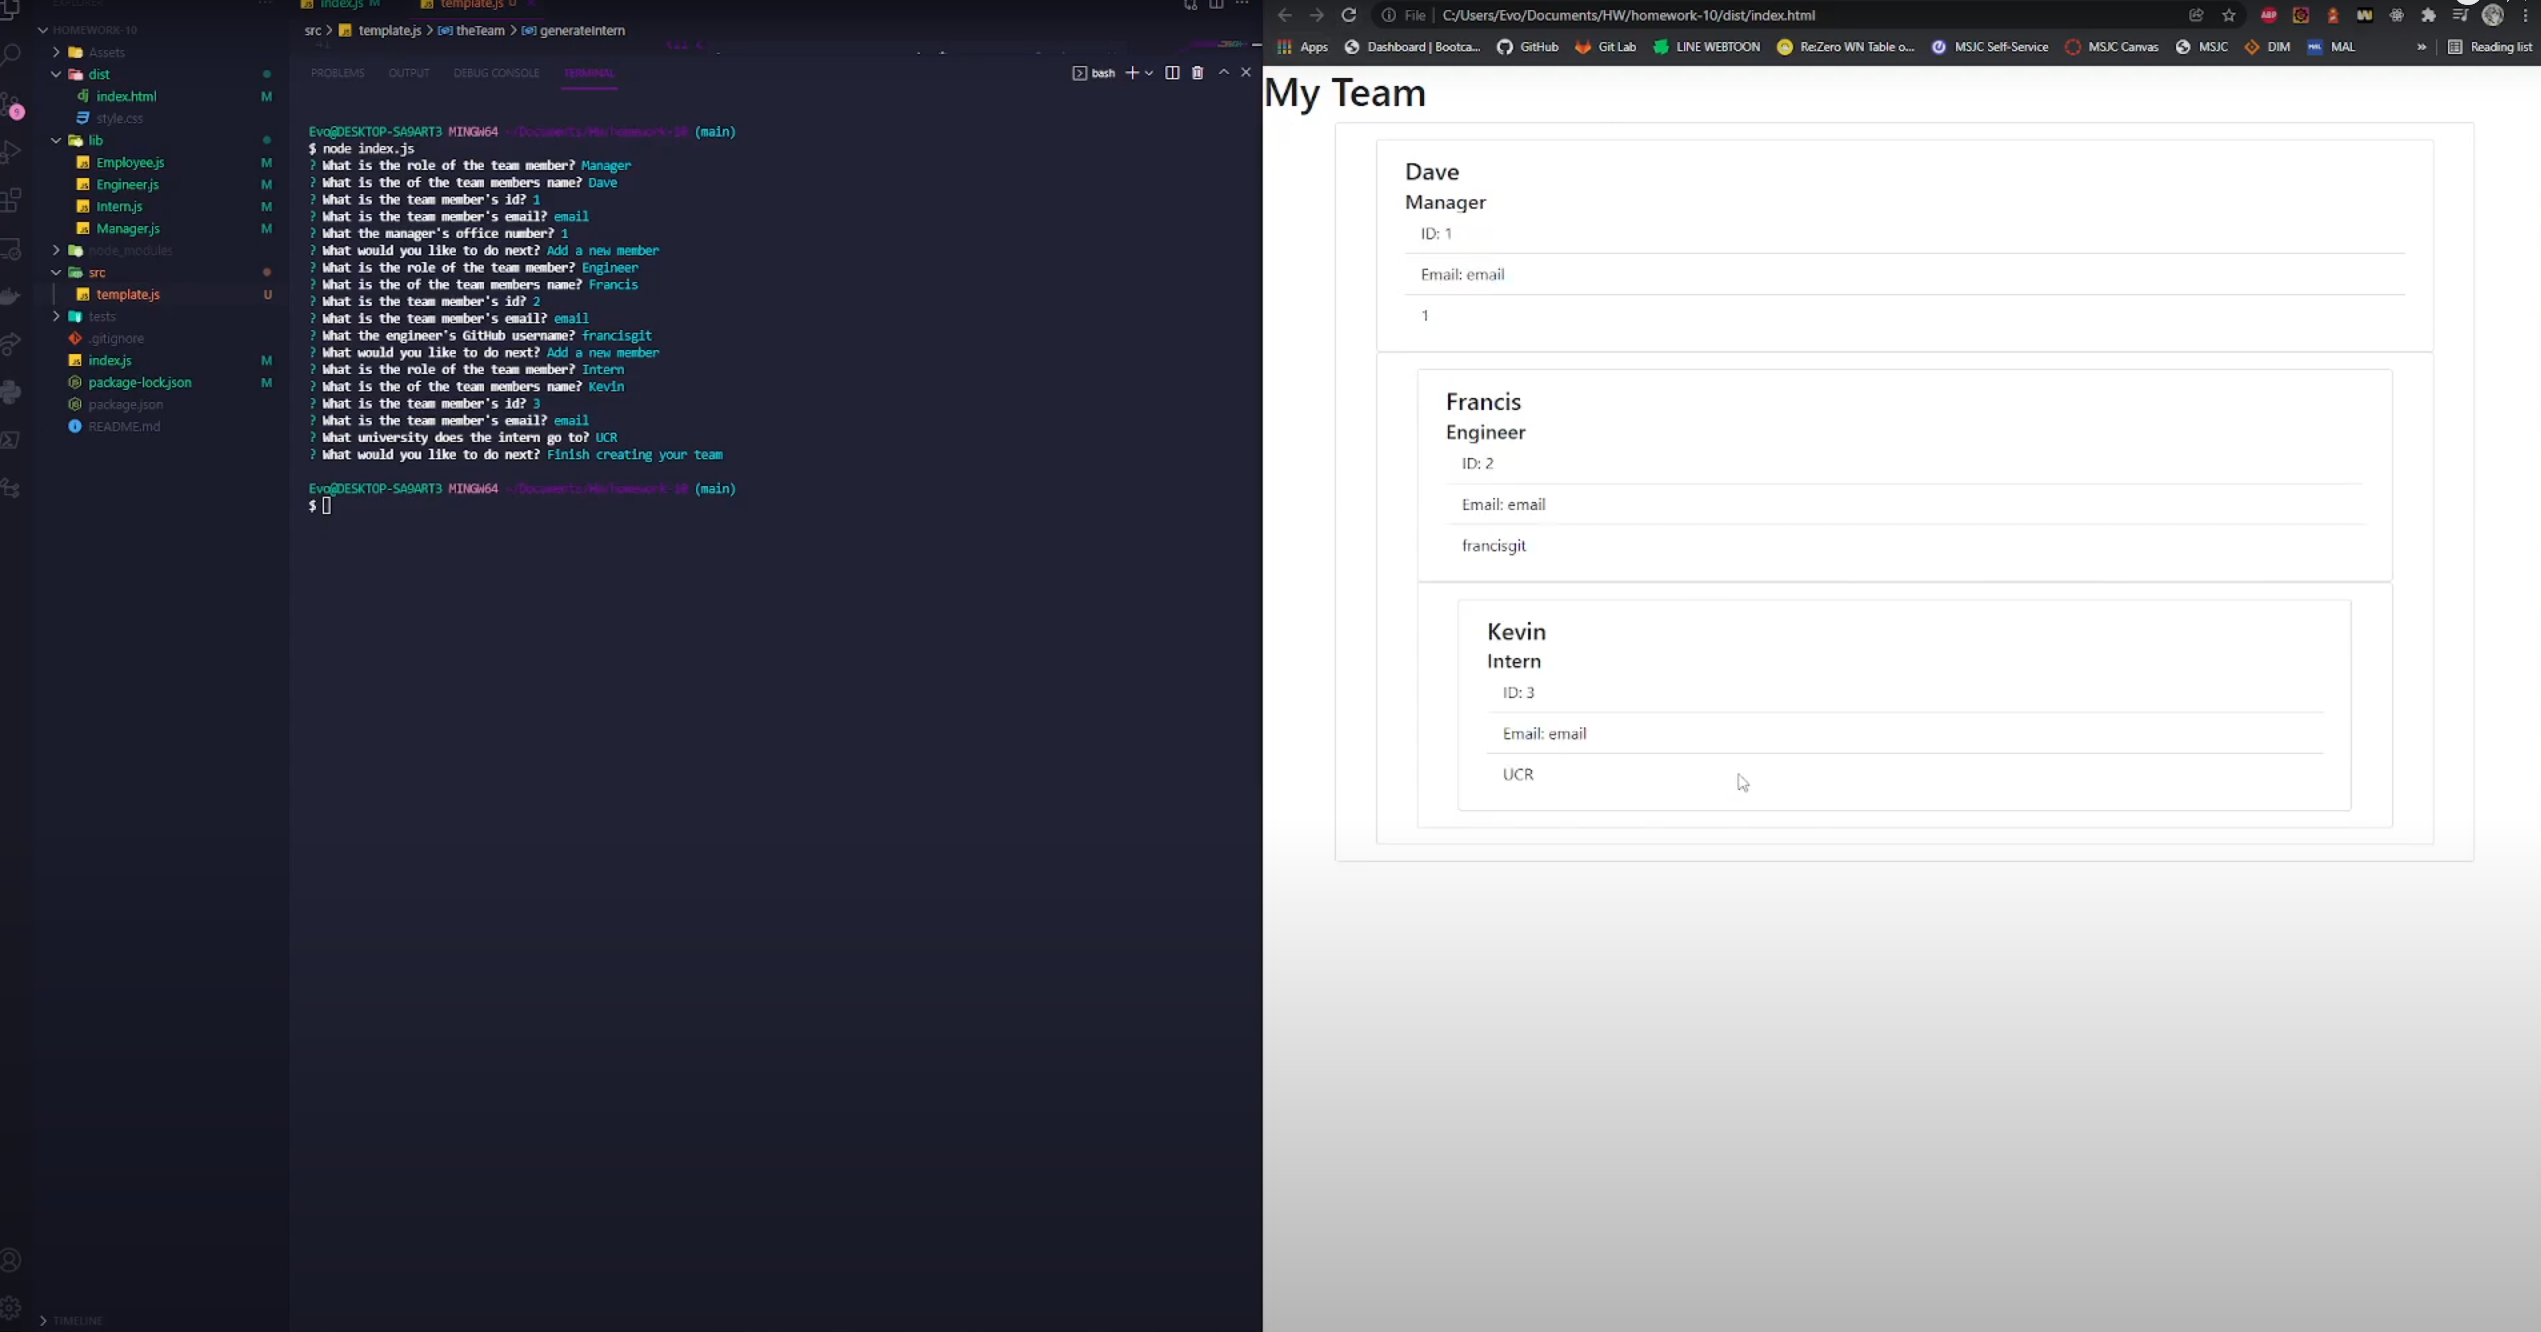 EXPLORER
HOMEWORK-10
Assets
dist
index.html M
style.css
lib
Employee.js M
Engineer.js M
Intern.js M
Manager.js M
node_modules
src
template.js U
tests
.gitignore
index.js M
package-lock.json M
package.json
README.md
TIMELINE
9
index.js M
template.js U
src > template.js > theTeam > generateIntern
41
PROBLEMS OUTPUT DEBUG CONSOLE TERMINAL
bash
Evo@DESKTOP-SA9ART3 MINGW64 ~/Documents/HW/homework-10 (main)
$ node index.js
? What is the role of the team member? Manager
? What is the of the team members name? Dave
? What is the team member's id? 1
? What is the team member's email? email
? What the manager's office number? 1
? What would you like to do next? Add a new member
? What is the role of the team member? Engineer
? What is the of the team members name? Francis
? What is the team member's id? 2
? What is the team member's email? email
? What the engineer's GitHub username? francisgit
? What would you like to do next? Add a new member
? What is the role of the team member? Intern
? What is the of the team members name? Kevin
? What is the team member's id? 3
? What is the team member's email? email
? What university does the intern go to? UCR
? What would you like to do next? Finish creating your team
Evo@DESKTOP-SA9ART3 MINGW64 ~/Documents/HW/homework-10 (main)
$
File | C:/Users/Evo/Documents/HW/homework-10/dist/index.html
ABP
Apps Dashboard | Bootca... GitHub Git Lab LINE WEBTOON Re:Zero WN Table o... MSJC Self-Service MSJC Canvas MSJC DIM MAL MAL » Reading list
My Team
Dave
Manager
ID: 1
Email: email
1
Francis
Engineer
ID: 2
Email: email
francisgit
Kevin
Intern
ID: 3
Email: email
UCR